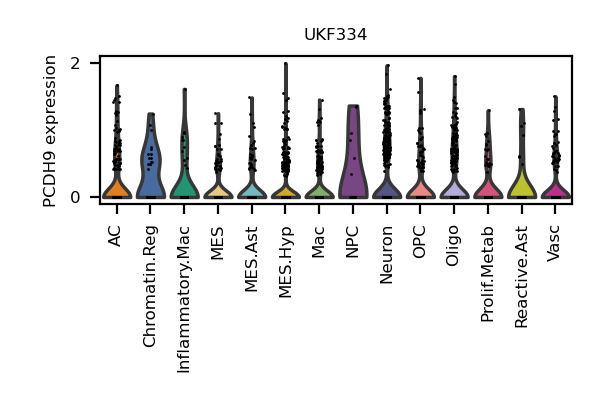 UKF334
PCDH9 expression
2
0
AC
Chromatin.Reg
Inflammatory.Mac
MES
MES.Ast
MES.Hyp
Mac
NPC
Neuron
OPC
Oligo
Prolif.Metab
Reactive.Ast
Vasc